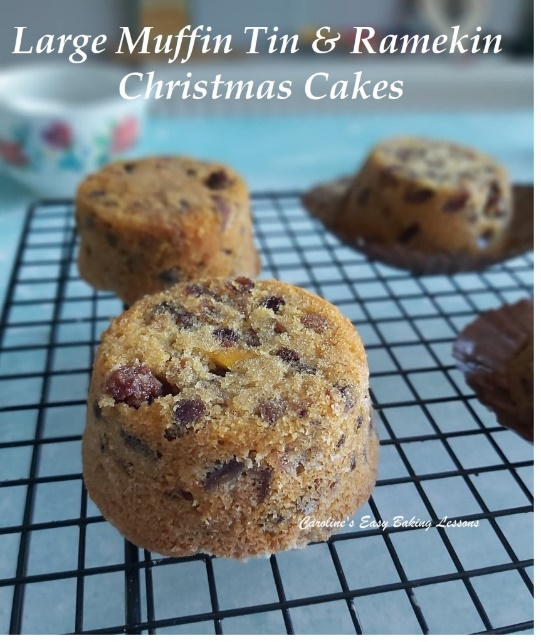 Large Muffin Tin & Ramekin
Christmas Cakes
Caroline's Easy Baking Lessons